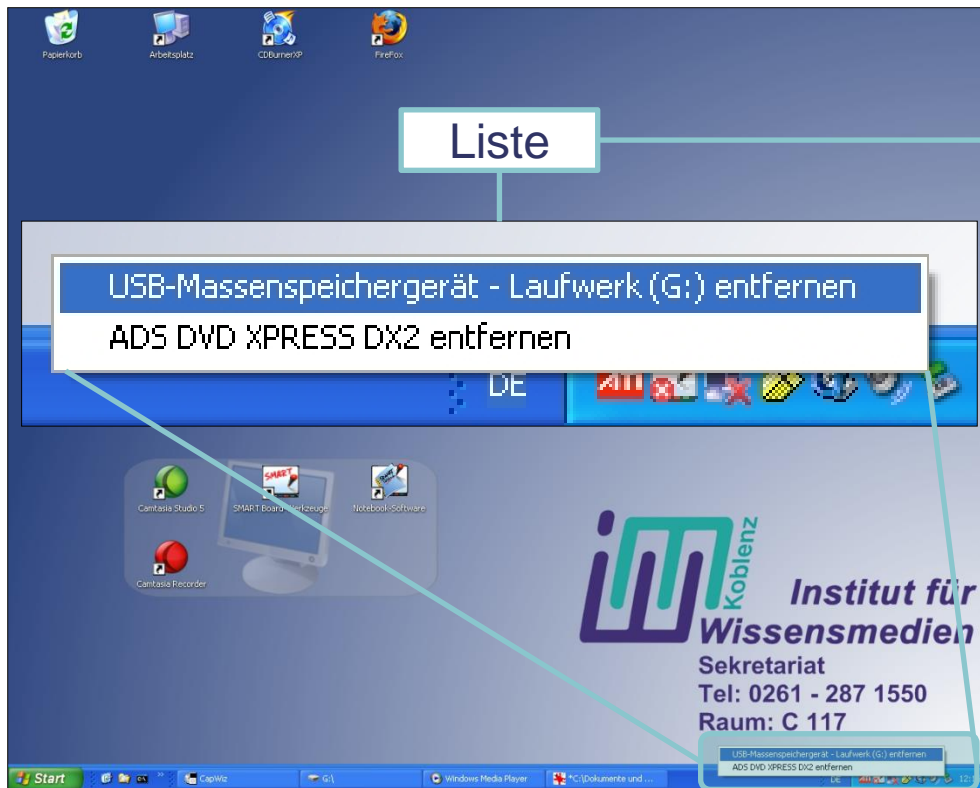 Papierkorb
Arbeitsplatz
CDBurnerXP
FireFox
Liste
USB-Massenspeichergerät - Laufwerk (G:) entfernen
ADS DVD XPRESS DX2 entfernen
DE
ATI
Camtasia Studio 5
SMART
SMART Board-Werkzeuge
Notebook-Software
Camtasia Recorder
Koblenz
Institut für
Wissensmedien
Sekretariat
Tel: 0261 - 287 1550
Raum: C 117
USB-Massenspeichergerät - Laufwerk (G:) entfernen
ADS DVD XPRESS DX2 entfernen
Start
CapWiz
G:\
Windows Media Player
*C:\Dokumente und ...
DE